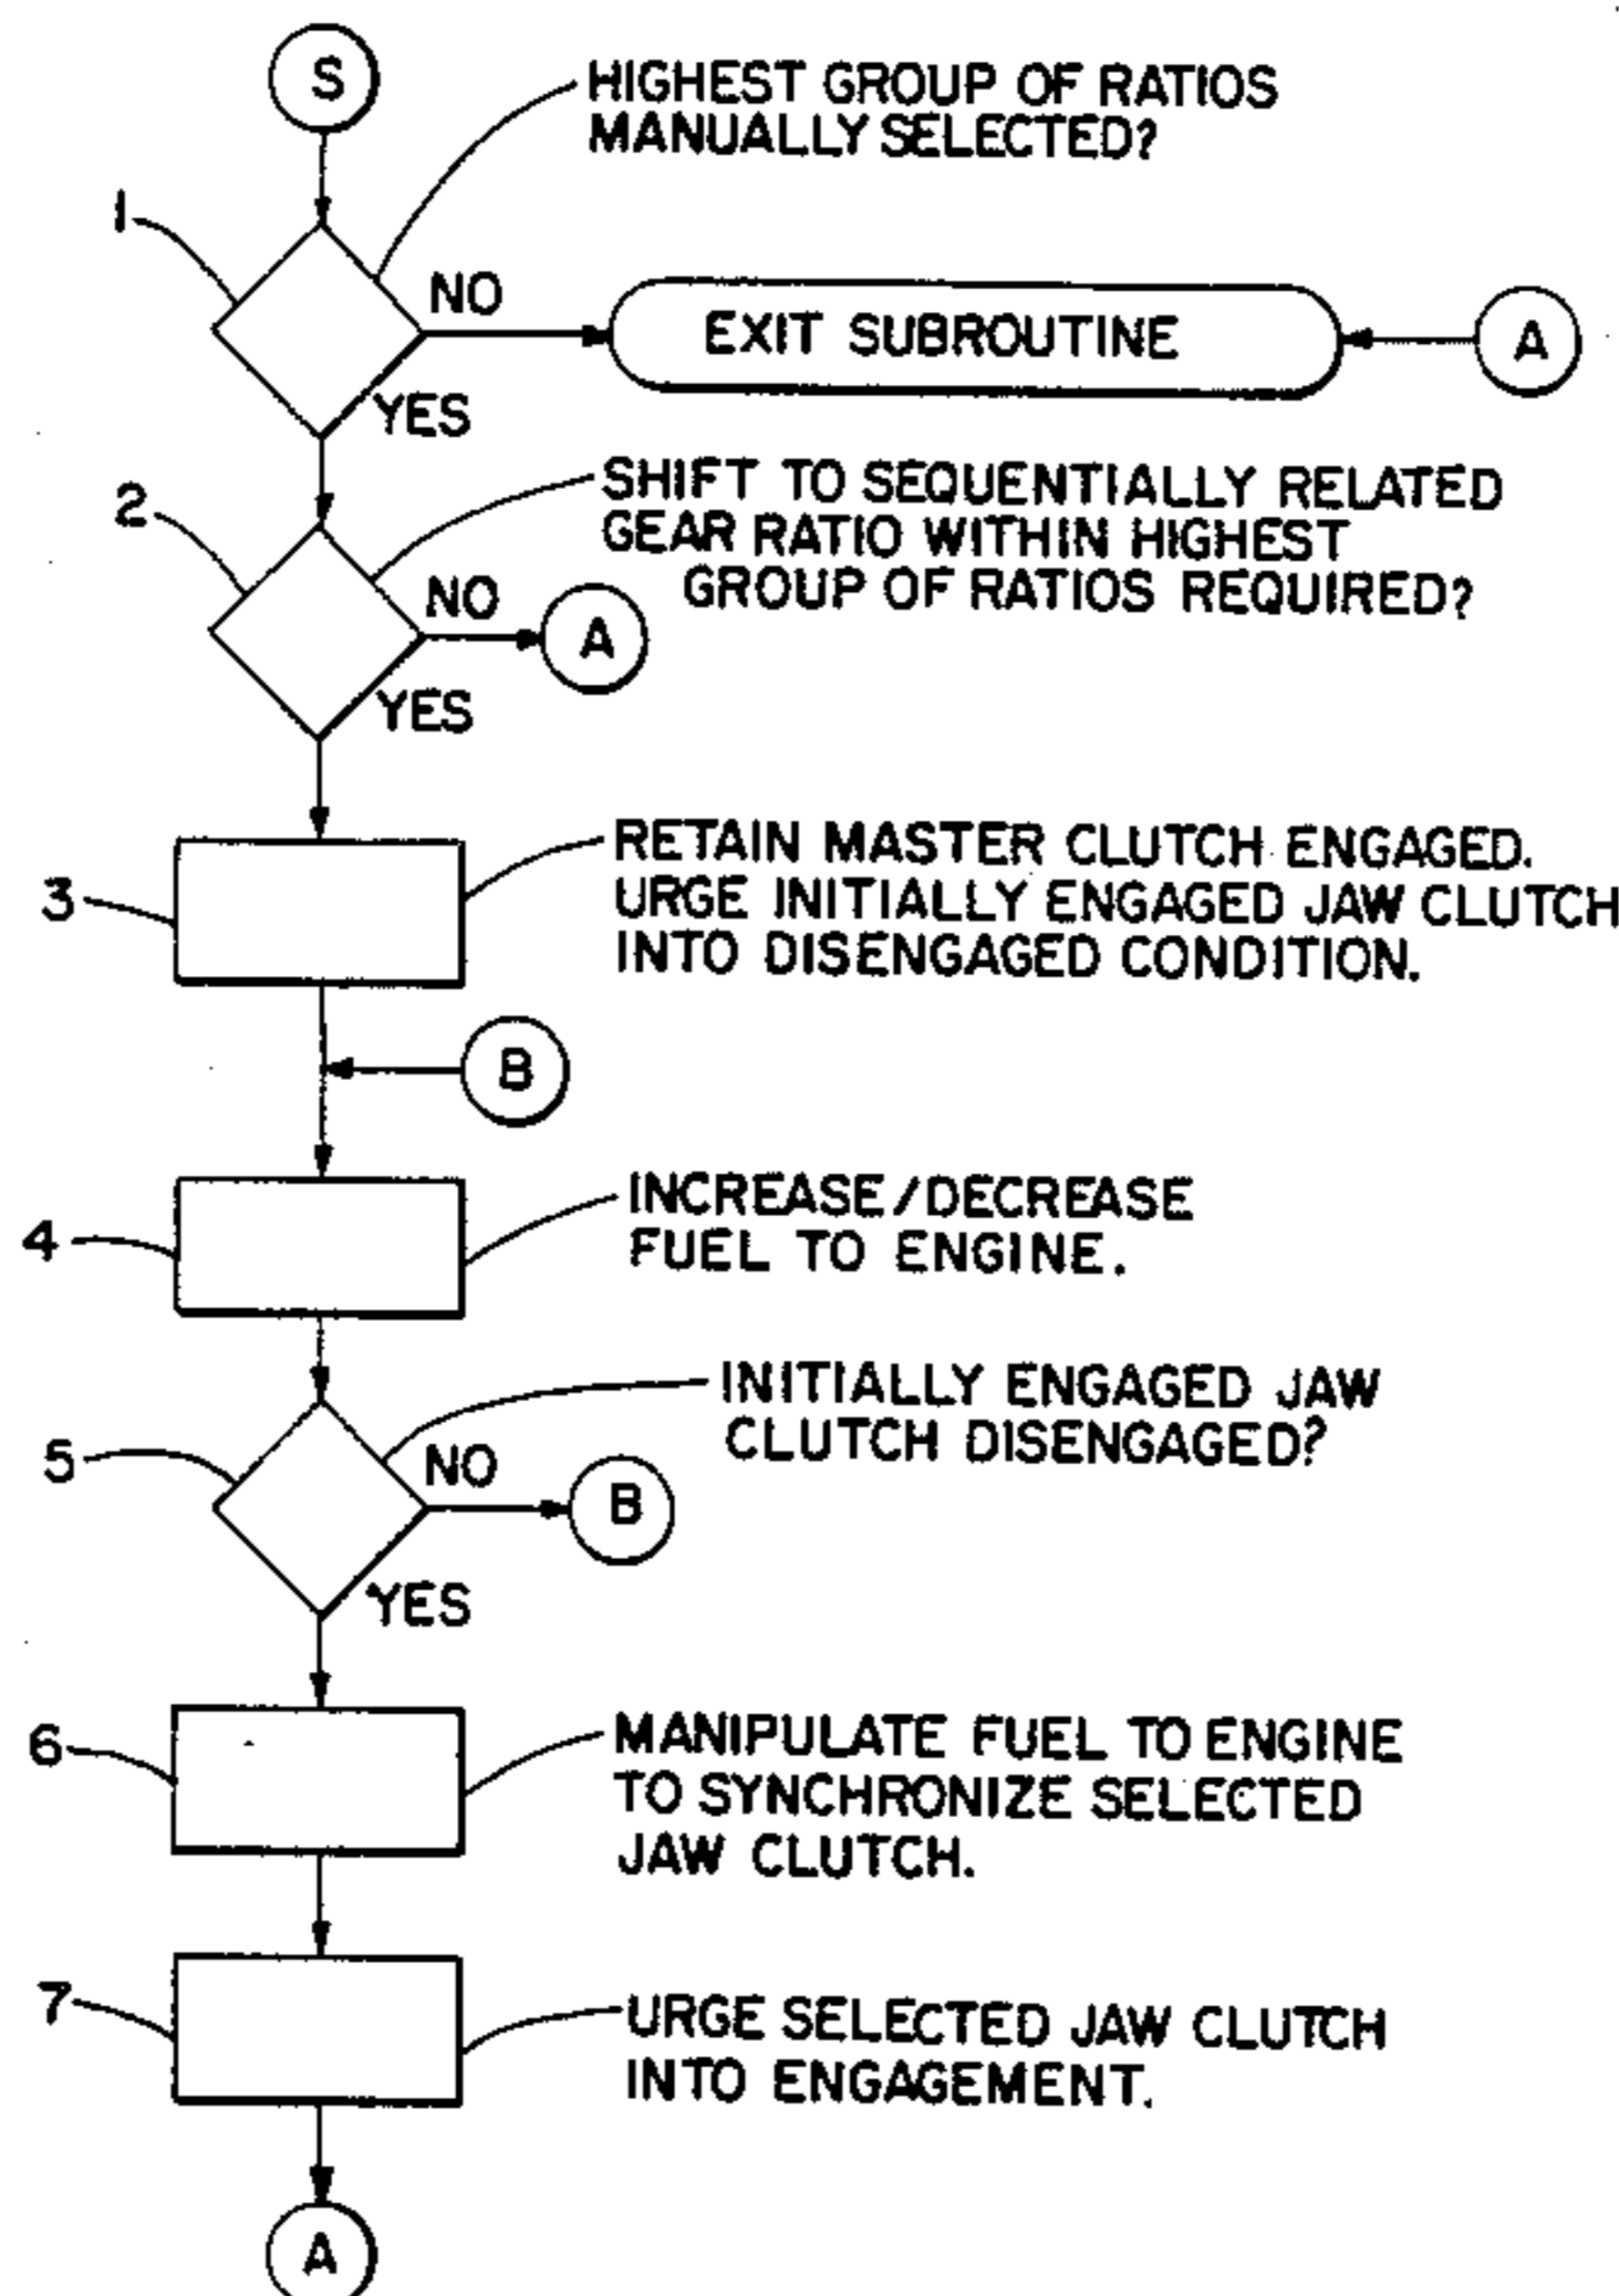 S
HIGHEST GROUP OF RATIOS
MANUALLY SELECTED?
1
NO
EXIT SUBROUTINE
A
YES
2
SHIFT TO SEQUENTIALLY RELATED
GEAR RATIO WITHIN HIGHEST
GROUP OF RATIOS REQUIRED?
NO
A
YES
3
RETAIN MASTER CLUTCH ENGAGED.
URGE INITIALLY ENGAGED JAW CLUTCH
INTO DISENGAGED CONDITION.
B
4
INCREASE/DECREASE
FUEL TO ENGINE.
5
INITIALLY ENGAGED JAW
CLUTCH DISENGAGED?
NO
B
YES
6
MANIPULATE FUEL TO ENGINE
TO SYNCHRONIZE SELECTED
JAW CLUTCH.
7
URGE SELECTED JAW CLUTCH
INTO ENGAGEMENT.
A